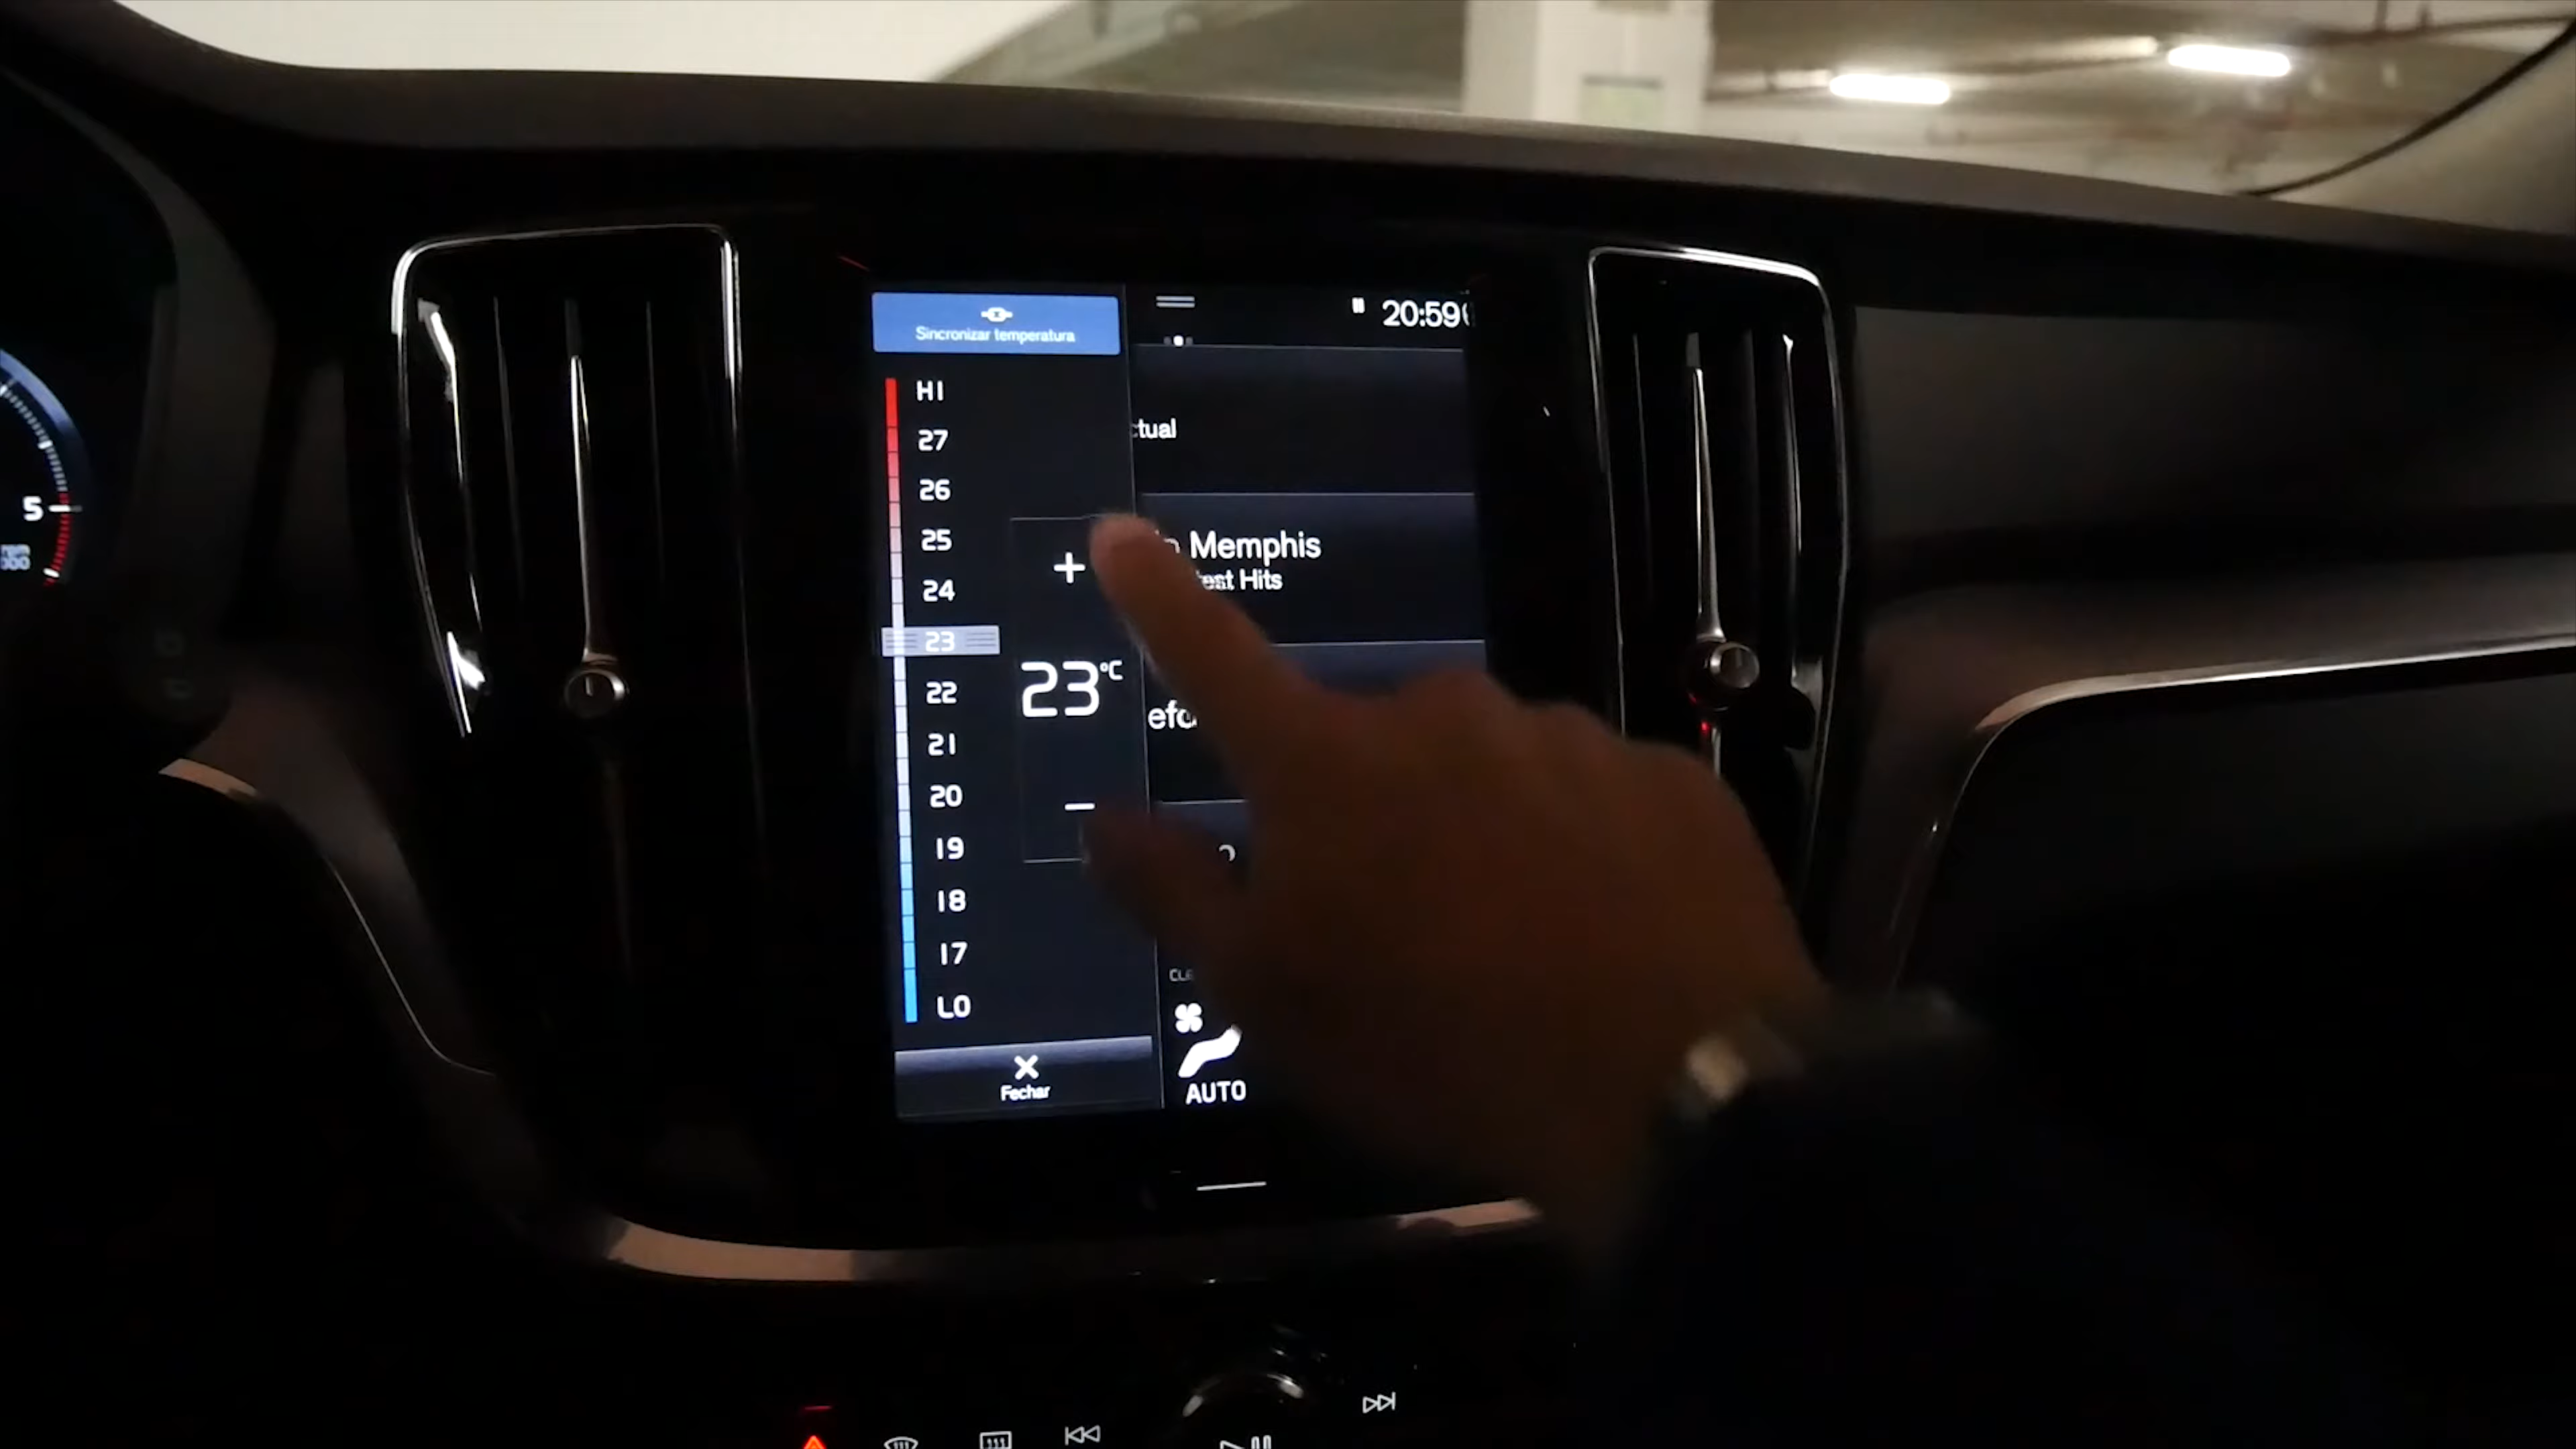 Sincronizar temperatura
20:59
HI
27
26
25
24
23
22
21
20
19
18
17
LO
+
23°C
−
Memphis
Hits
5
Fechar
AUTO